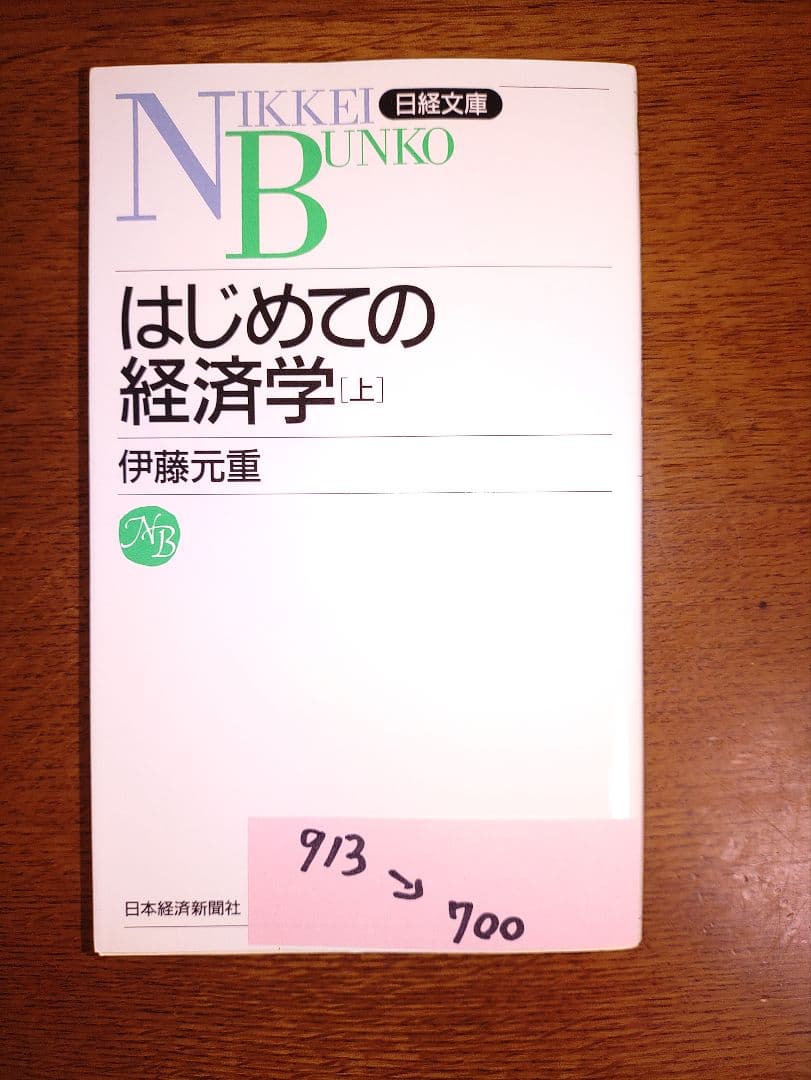 NIKKEI 日経文庫
BUNKO
はじめての
経済学[上]
伊藤元重
NB
日本経済新聞社
913
↘
700